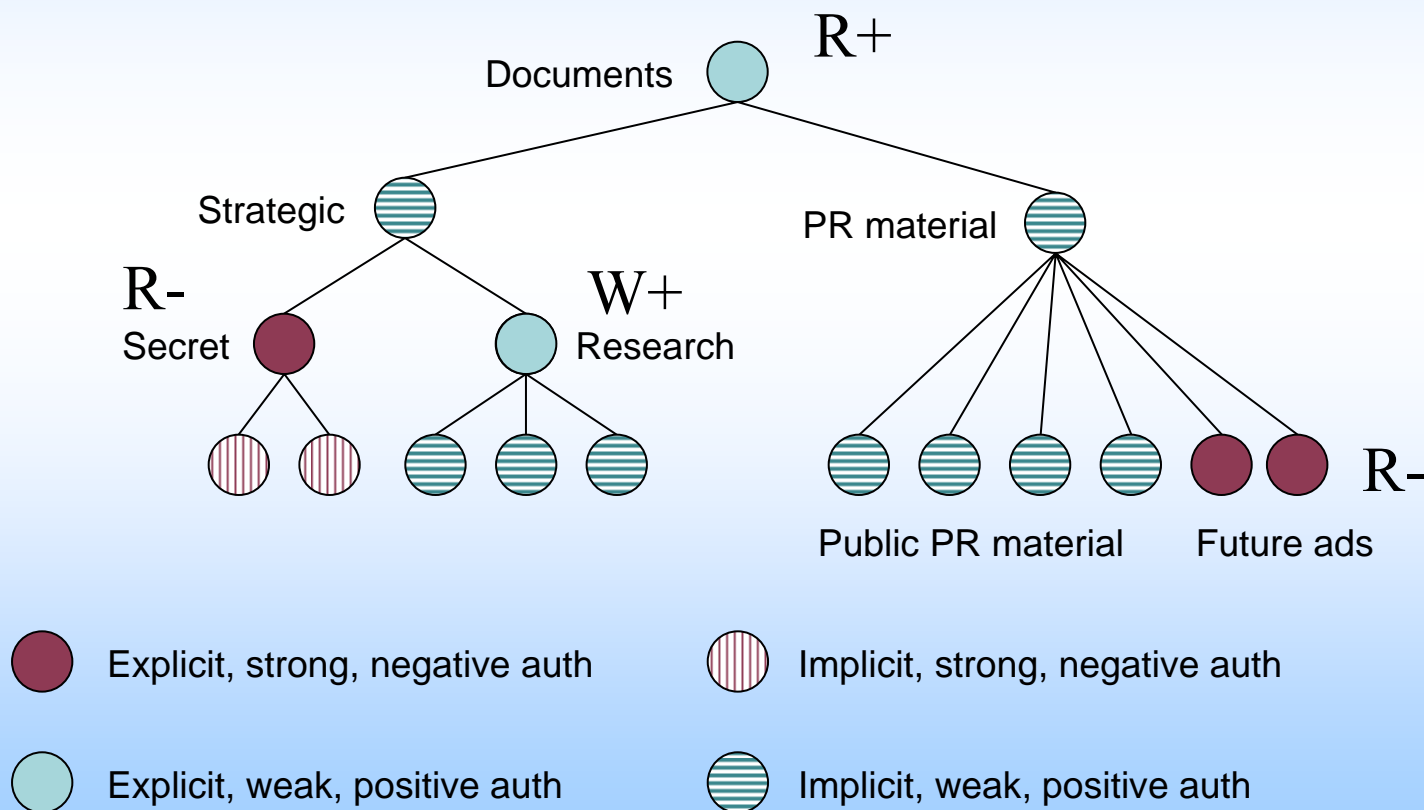 R+
Documents
Strategic
PR material
R-
W+
Secret
Research
R-
Public PR material
Future ads
Explicit, strong, negative auth
Implicit, strong, negative auth
Explicit, weak, positive auth
Implicit, weak, positive auth